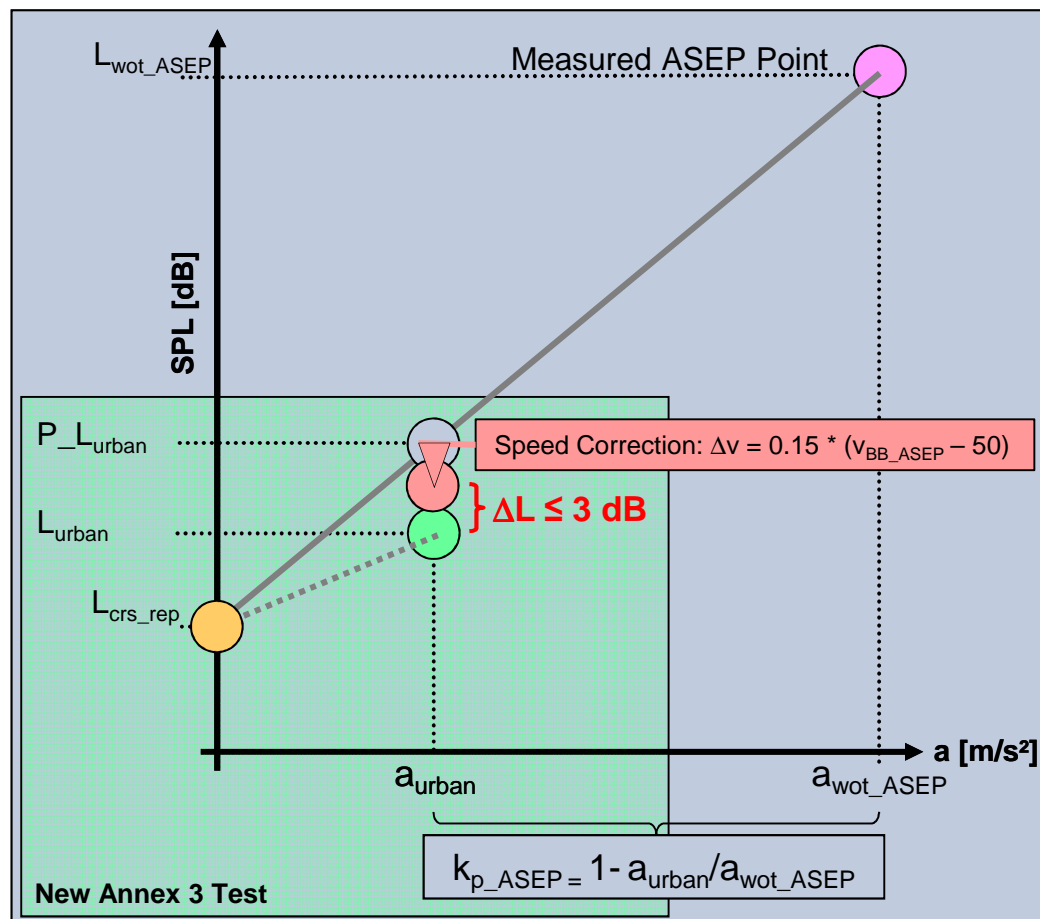 L_wot_ASEP
Measured ASEP Point
SPL [dB]
P_L_urban
Speed Correction: Δv = 0.15 * (v_BB_ASEP – 50)
ΔL ≤ 3 dB
L_urban
L_crs_rep
a [m/s²]
a_urban
a_wot_ASEP
k_p_ASEP = 1- a_urban/a_wot_ASEP
New Annex 3 Test